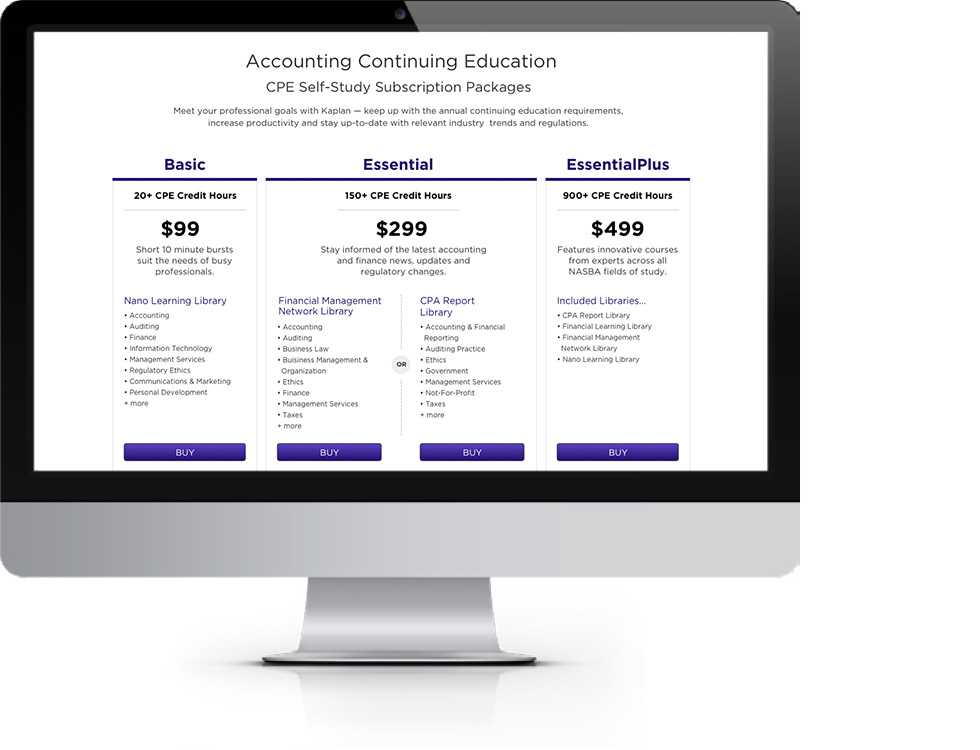 Accounting Continuing Education
CPE Self-Study Subscription Packages
Meet your professional goals with Kaplan — keep up with the annual continuing education requirements,
increase productivity and stay up-to-date with relevant industry trends and regulations.
Basic
20+ CPE Credit Hours
$99
Short 10 minute bursts
suit the needs of busy
professionals.
Nano Learning Library
• Accounting
• Auditing
• Finance
• Information Technology
• Management Services
• Regulatory Ethics
• Communications & Marketing
• Personal Development
+ more
BUY
Essential
150+ CPE Credit Hours
$299
Stay informed of the latest accounting
and finance news, updates and
regulatory changes.
Financial Management
Network Library
• Accounting
• Auditing
• Business Law
• Buisiness Management &
Organization
• Ethics
• Finance
• Management Services
• Taxes
+ more
BUY
OR
CPA Report
Library
• Accounting & Financial
Reporting
• Auditing Practice
• Ethics
• Government
• Management Services
• Not-For-Profit
• Taxes
+ more
BUY
EssentialPlus
900+ CPE Credit Hours
$499
Features innovative courses
from experts across all
NASBA fields of study.
Included Libraries...
• CPA Report Library
• Financial Learning Library
• Financial Management
Network Library
• Nano Learning Library
BUY